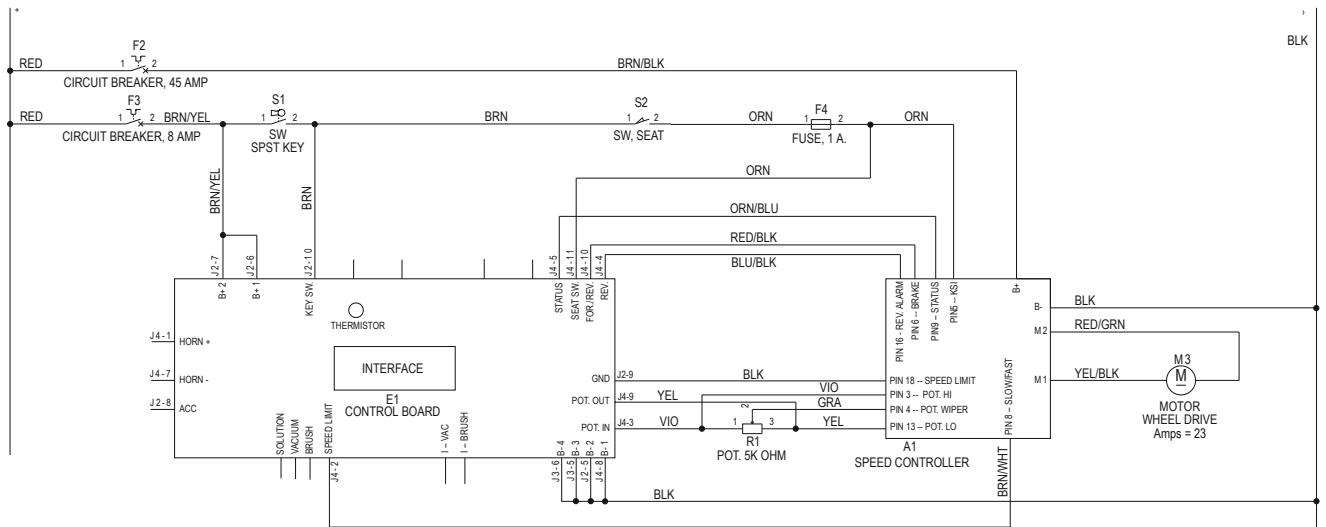 +
BLK
F2
RED
1 2
BRN/BLK
CIRCUIT BREAKER, 45 AMP
F3
RED
1 2
BRN/YEL
CIRCUIT BREAKER, 8 AMP
S1
1 2
SW
SPST KEY
BRN
S2
1 2
SW, SEAT
ORN
F4
1 2
FUSE, 1 A.
ORN
ORN
BRN/YEL
BRN
ORN/BLU
RED/BLK
BLU/BLK
J2-7
J2-6
J2-10
J4-5
J4-11
J4-10
J4-4
B+ 2
B+ 1
KEY SW.
STATUS
SEAT SW.
FOR./REV.
REV.
THERMISTOR
INTERFACE
E1
CONTROL BOARD
J4-1 HORN +
J4-7 HORN -
J2-8 ACC
SOLUTION
VACUUM
BRUSH
SPEED LIMIT
J4-2
I – VAC
I – BRUSH
GND J2-9
POT. OUT J4-9
POT. IN J4-3
B-4
B-3
B-2
B-1
J3-6
J3-5
J2-5
J4-8
BLK
YEL
VIO
VIO
GRA
YEL
1 2 3
R1
POT. 5K OHM
PIN 16 - REV. ALARM
PIN 6 -- BRAKE
PIN9 – STATUS
PIN5 -- KSI
B+
B-
M2
M1
PIN 18 -- SPEED LIMIT
PIN 3 -- POT. HI
PIN 4 -- POT. WIPER
PIN 13 -- POT. LO
PIN 8 – SLOW/FAST
A1
SPEED CONTROLLER
BLK
RED/GRN
YEL/BLK
M3
M
MOTOR
WHEEL DRIVE
Amps = 23
BRN/WHT
BLK